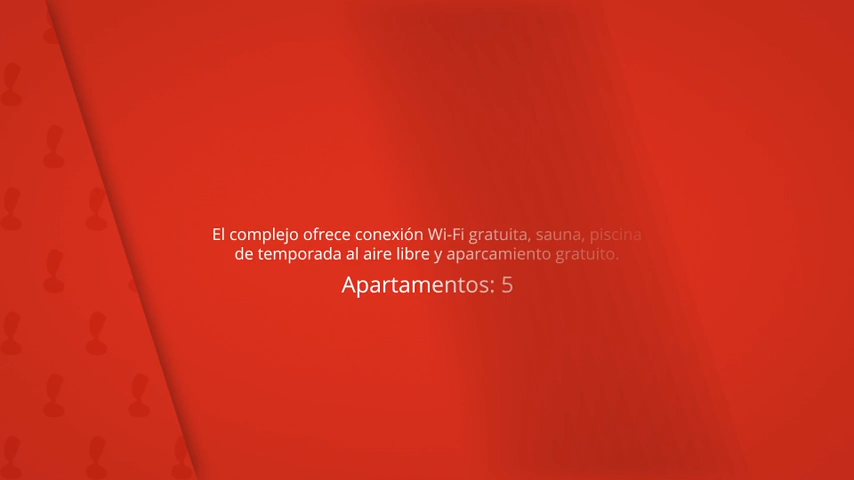 El complejo ofrece conexión Wi-Fi gratuita, sauna, piscina
de temporada al aire libre y aparcamiento gratuito.
Apartamentos: 5